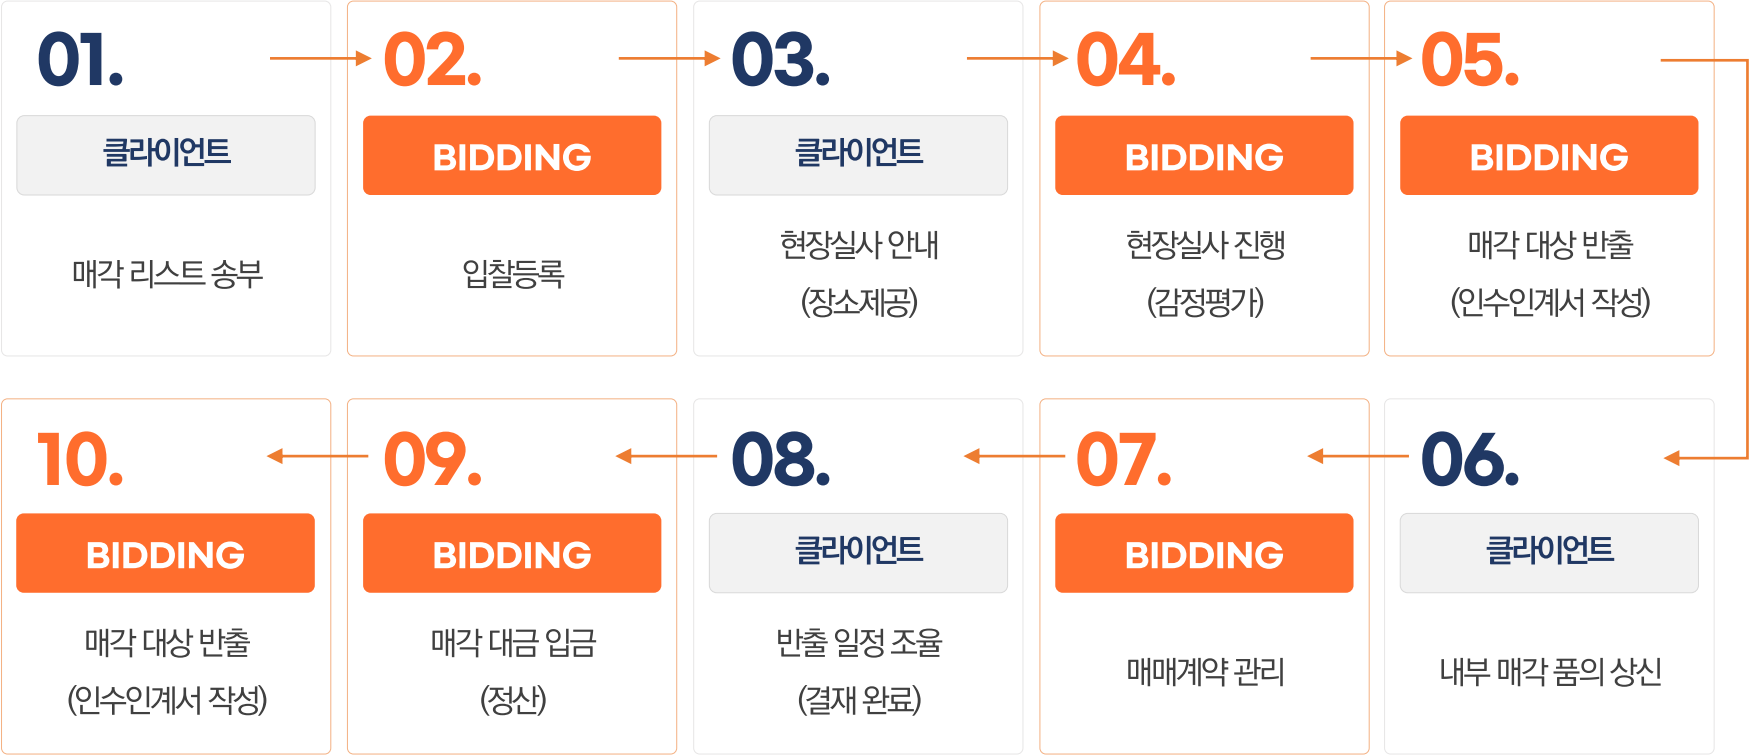 01.
클라이언트
매각 리스트 송부
02.
BIDDING
입찰등록
03.
클라이언트
현장실사 안내
(장소제공)
04.
BIDDING
현장실사 진행
(감정평가)
05.
BIDDING
매각 대상 반출
(인수인계서 작성)
06.
클라이언트
내부 매각 품의 상신
07.
BIDDING
매매계약 관리
08.
클라이언트
반출 일정 조율
(결재 완료)
09.
BIDDING
매각 대금 입금
(정산)
10.
BIDDING
매각 대상 반출
(인수인계서 작성)